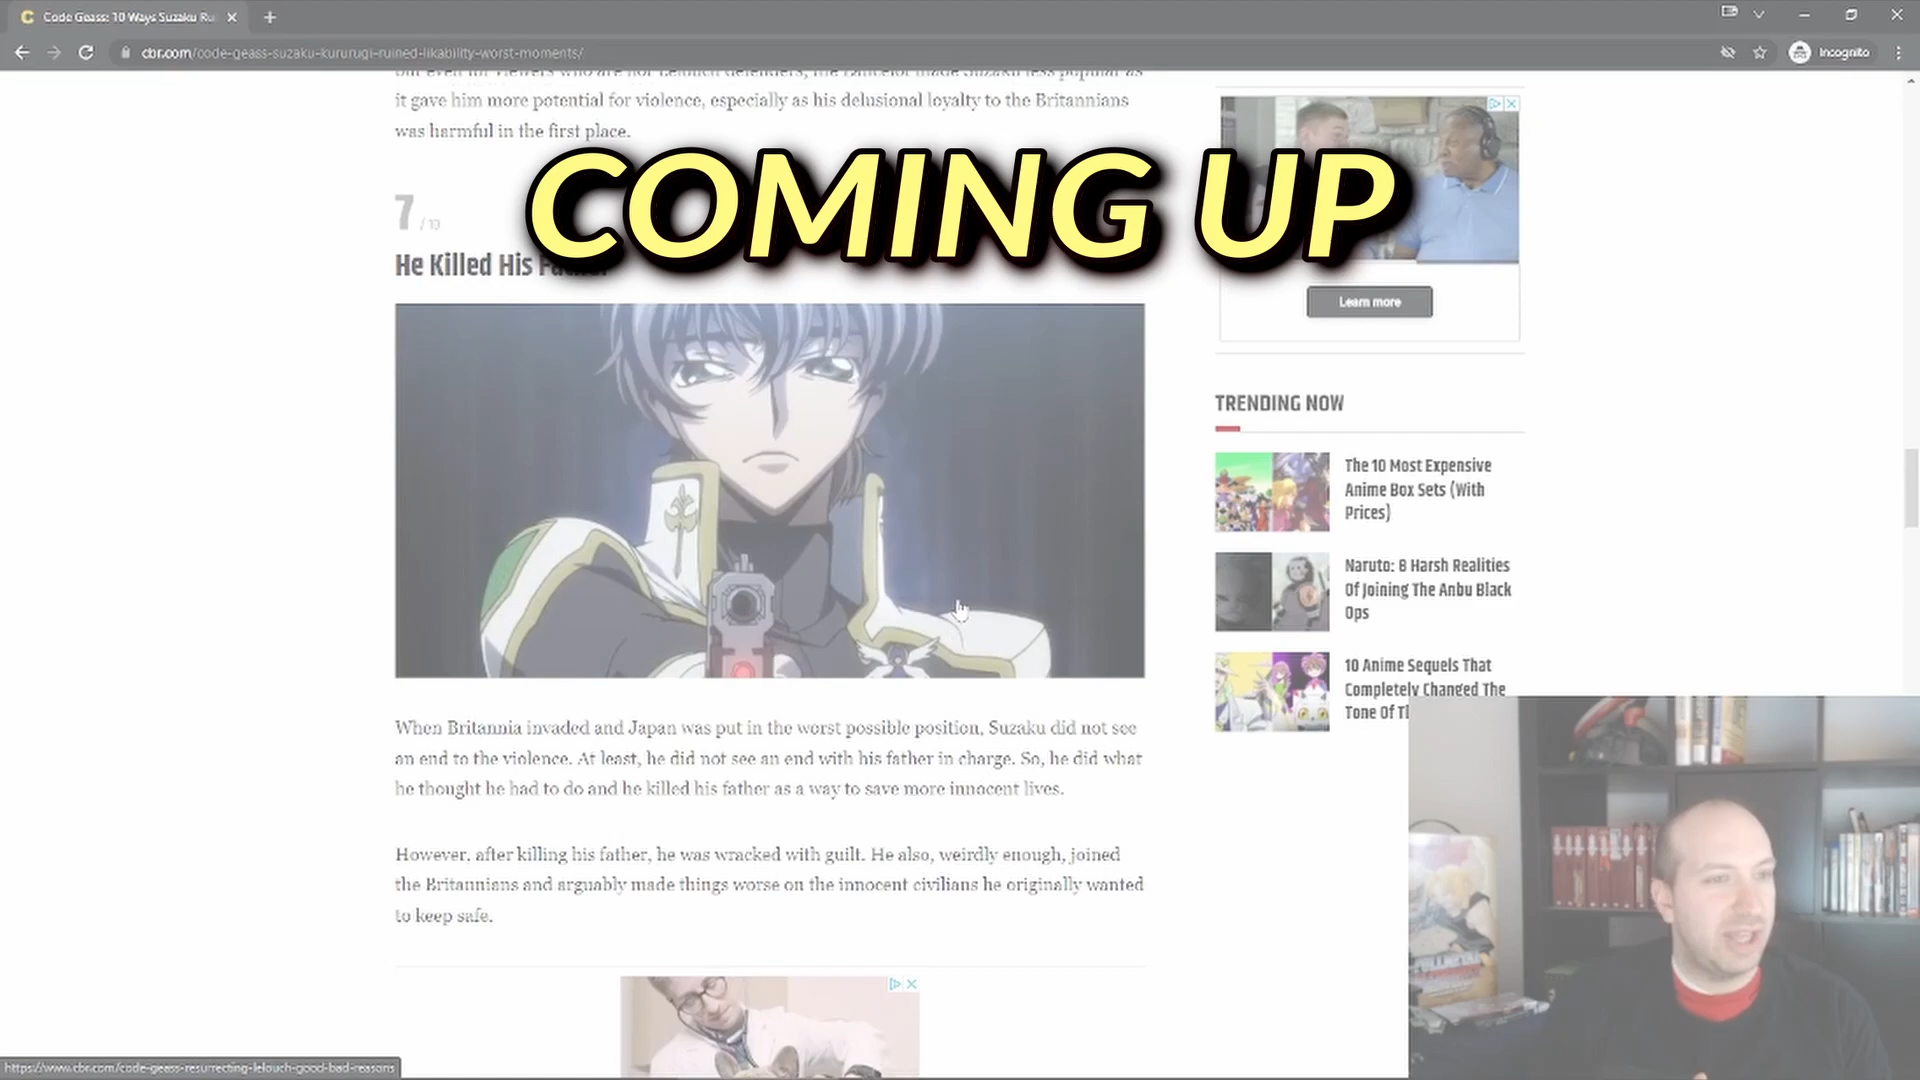 Code Geass: 10 Ways Suzaku Ru
cbr.com/code-geass-suzaku-kururugi-ruined-likability-worst-moments/
Incognito
it gave him more potential for violence, especially as his delusional loyalty to the Britannians
was harmful in the first place.
COMING UP
7 / 10
He Killed His Father
When Britannia invaded and Japan was put in the worst possible position, Suzaku did not see
an end to the violence. At least, he did not see an end with his father in charge. So, he did what
he thought he had to do and he killed his father as a way to save more innocent lives.
However, after killing his father, he was wracked with guilt. He also, weirdly enough, joined
the Britannians and arguably made things worse on the innocent civilians he originally wanted
to keep safe.
Learn more
TRENDING NOW
The 10 Most Expensive
Anime Box Sets (With
Prices)
Naruto: 8 Harsh Realities
Of Joining The Anbu Black
Ops
10 Anime Sequels That
Completely Changed The
Tone Of
https://www.cbr.com/code-geass-resurrecting-lelouch-good-bad-reasons